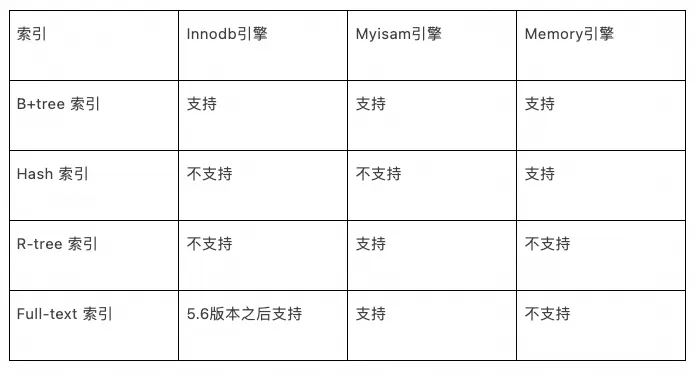 索引 Innodb引擎 Myisam引擎 Memory引擎
B+tree 索引 支持 支持 支持
Hash 索引 不支持 不支持 支持
R-tree 索引 不支持 支持 不支持
Full-text 索引 5.6版本之后支持 支持 不支持